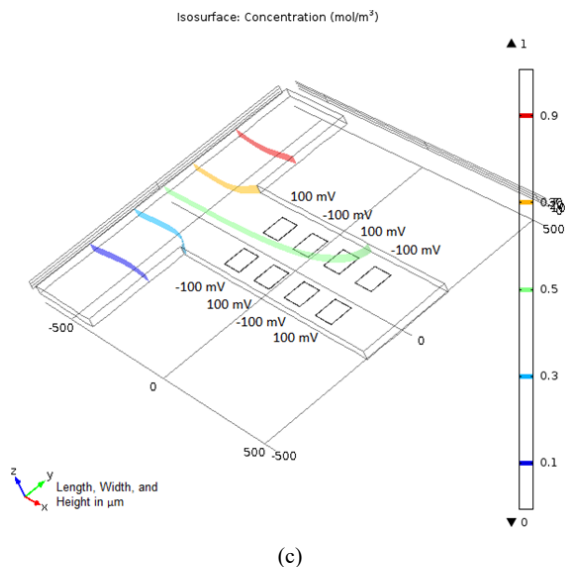 Isosurface: Concentration (mol/m³)
▲ 1
0.9
500
100 mV
-100 mV
100 mV
-100 mV
0.5
-100 mV
100 mV
-100 mV
100 mV
-500
0
0
0.3
500 -500
0.1
z
y
x
Length, Width, and
Height in µm
▼ 0
(c)